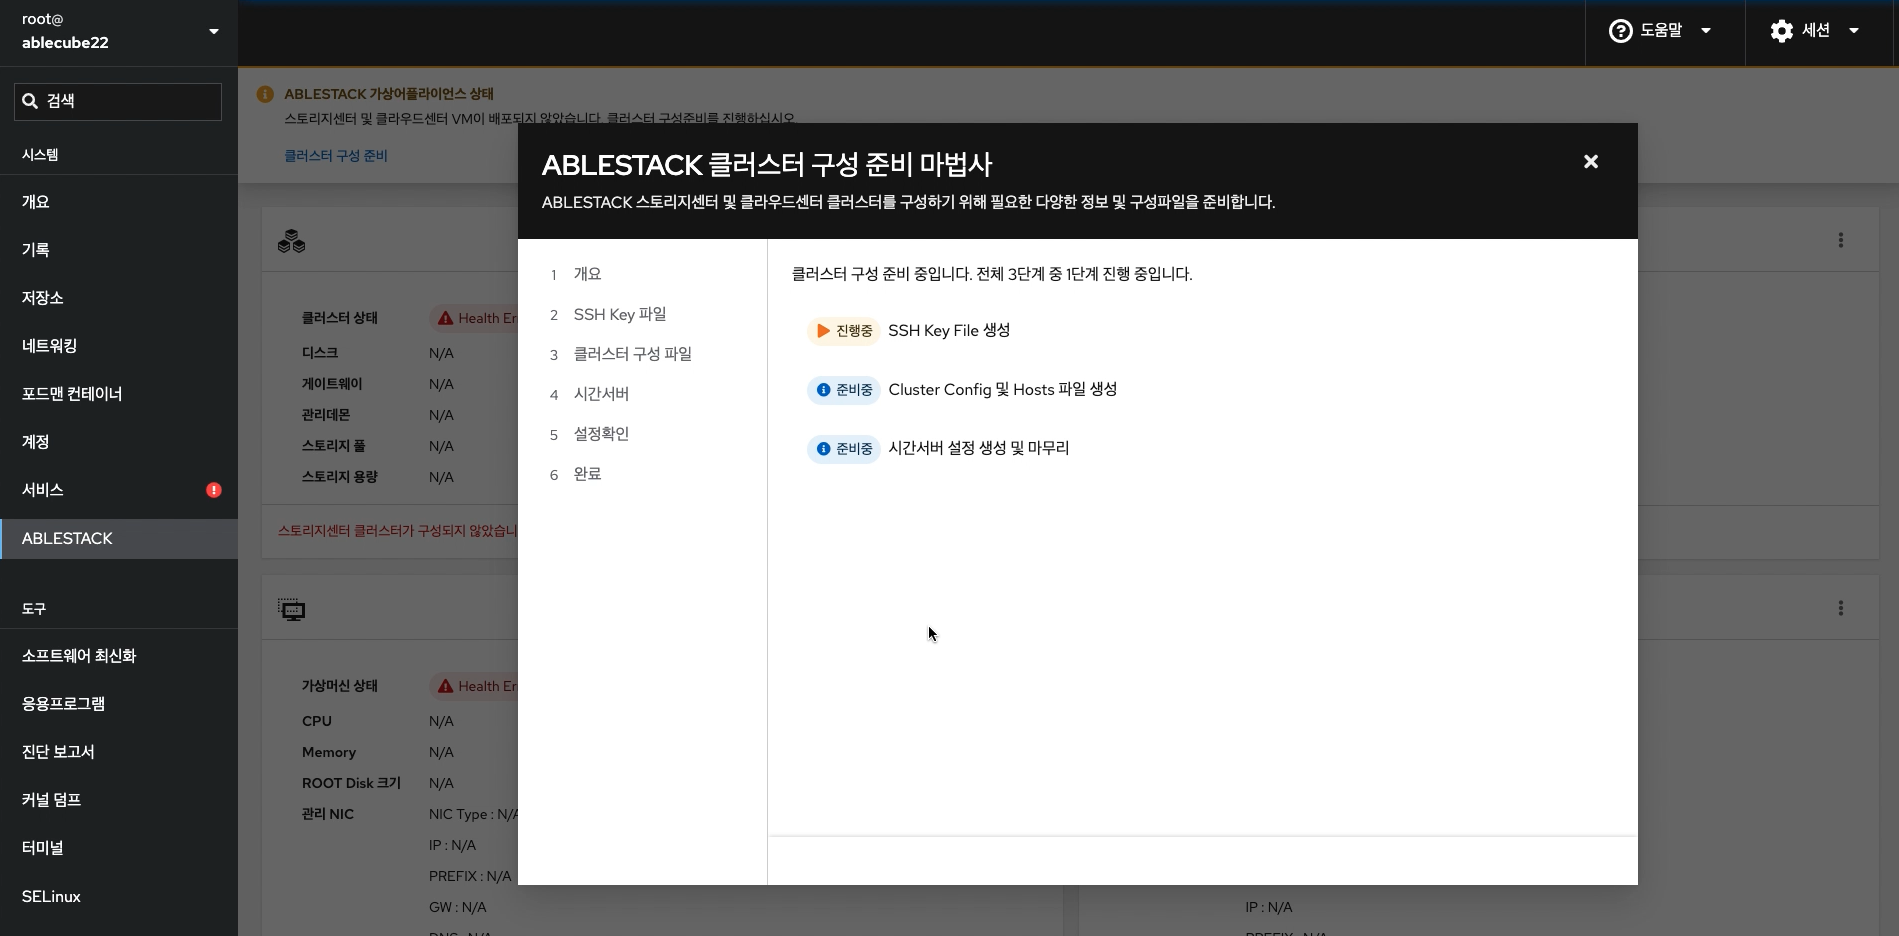 root@
ablecube22
도움말
세션
검색
시스템
개요
기록
저장소
네트워킹
포드맨 컨테이너
계정
서비스
ABLESTACK
도구
소프트웨어 최신화
응용프로그램
진단 보고서
커널 덤프
터미널
SELinux
ABLESTACK 가상어플라이언스 상태
스토리지센터 및 클라우드센터 VM이 배포되지 않았습니다. 클러스터 구성준비를 진행하십시오
클러스터 구성 준비
ABLESTACK 클러스터 구성 준비 마법사
ABLESTACK 스토리지센터 및 클라우드센터 클러스터를 구성하기 위해 필요한 다양한 정보 및 구성파일을 준비합니다.
1 개요
2 SSH Key 파일
3 클러스터 구성 파일
4 시간서버
5 설정확인
6 완료
클러스터 구성 준비 중입니다. 전체 3단계 중 1단계 진행 중입니다.
진행중 SSH Key File 생성
준비중 Cluster Config 및 Hosts 파일 생성
준비중 시간서버 설정 생성 및 마무리
클러스터 상태 Health Er
디스크 N/A
게이트웨이 N/A
관리데몬 N/A
스토리지 풀 N/A
스토리지 용량 N/A
스토리지센터 클러스터가 구성되지 않았습니
가상머신 상태 Health Er
CPU N/A
Memory N/A
ROOT Disk 크기 N/A
관리 NIC NIC Type : N/A
IP : N/A
PREFIX : N/A
GW : N/A
DNS : N/A
IP : N/A
PREFIX : N/A